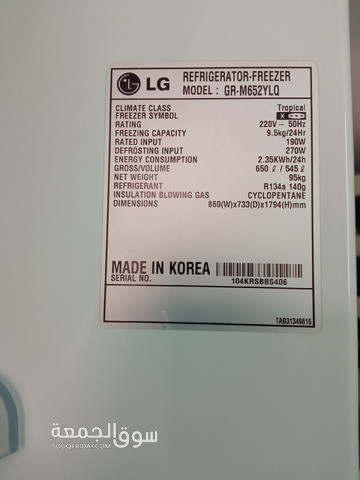 LG
REFRIGERATOR-FREEZER
MODEL : GR-M652YLQ
CLIMATE CLASS Tropical
FREEZER SYMBOL
RATING 220V~ 50Hz
FREEZING CAPACITY 9.5kg/24Hr
RATED INPUT 190W
DEFROSTING INPUT 270W
ENERGY CONSUMPTION 2.35KWh/24h
GROSS/VOLUME 650 ℓ / 545 ℓ
NET WEIGHT 95kg
REFRIGERANT R134a 140g
INSULATION BLOWING GAS CYCLOPENTANE
DIMENSIONS 860(W)x733(D)x1794(H)mm
MADE IN KOREA
SERIAL NO. 104KRSBBS406
TAB31349816
سوق الجمعة
SOUQFRIDAY.COM